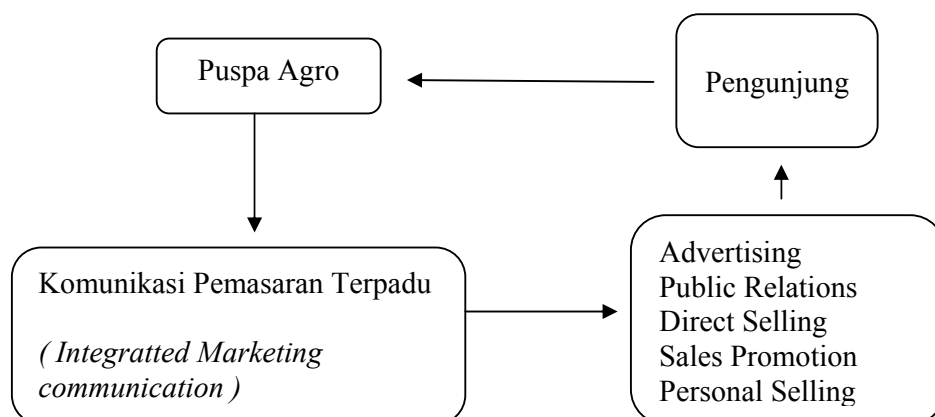 Puspa Agro
Pengunjung
Komunikasi Pemasaran Terpadu
( Integratted Marketing
communication )
Advertising
Public Relations
Direct Selling
Sales Promotion
Personal Selling